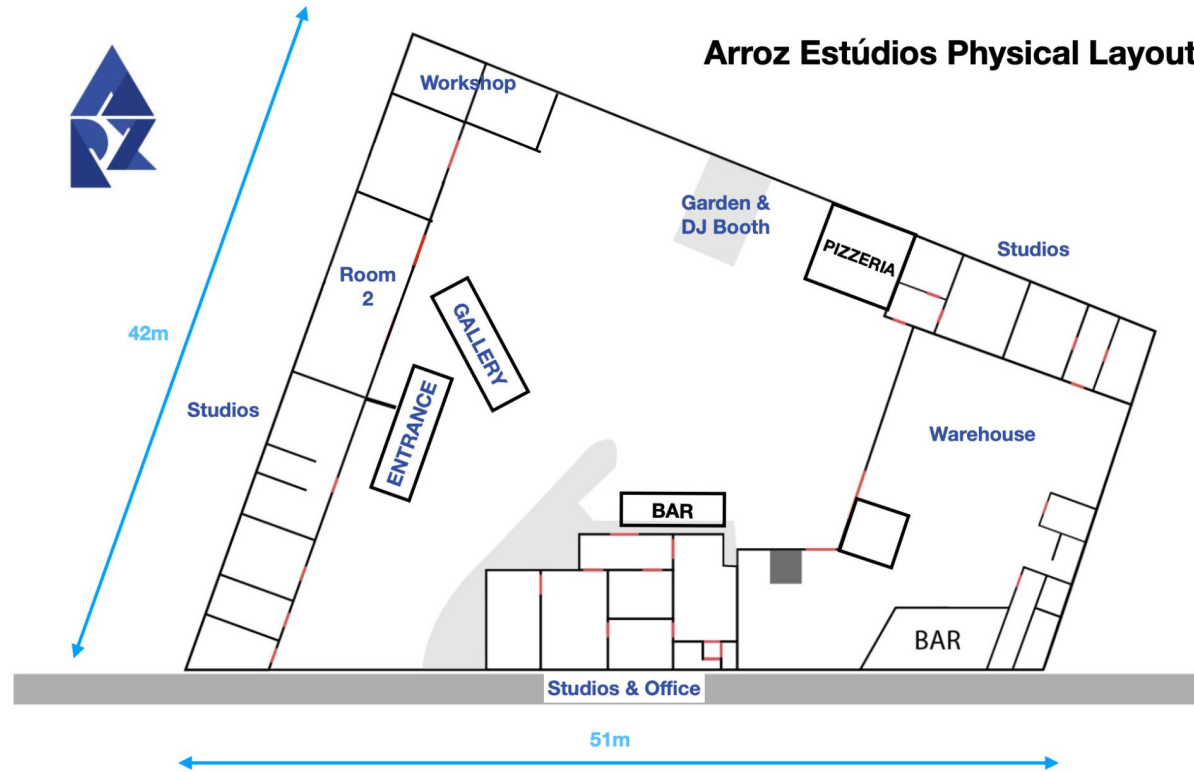 Arroz Estúdios Physical Layout
ARZ
Workshop
Garden &
DJ Booth
PIZZERIA
Studios
Room
2
GALLERY
42m
ENTRANCE
Studios
Warehouse
BAR
BAR
Studios & Office
51m